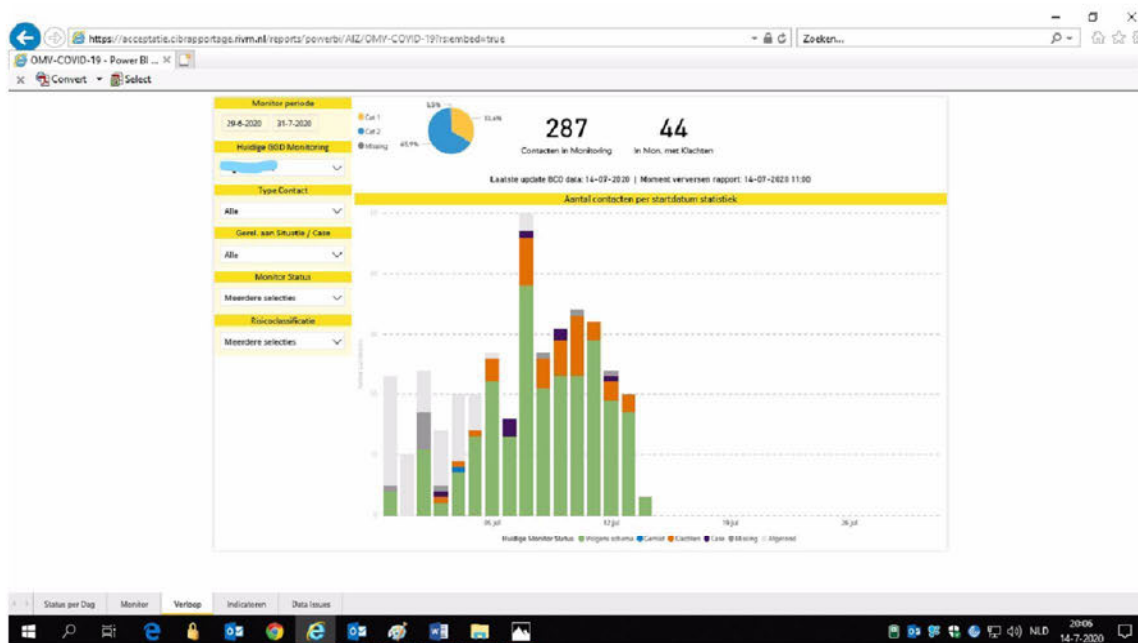 https://acceptatie.cibrapportage.rivm.nl/reports/powerbi/AIZ/OMV-COVID-19?rs:embed=true
Zoeken...
OMV-COVID-19 - Power BI ...
Convert
Select
Monitor periode
29-6-2020 31-7-2020
Huidige GGD Monitoring
Type Contact
Alle
Gerel. aan Situatie / Case
Alle
Monitor Status
Meerdere selecties
Risicoclassificatie
Meerdere selecties
Cat 1
Cat 2
Missing
287
Contacten in Monitoring
44
In Mon. met Klachten
Laatste update BCO data: 14-07-2020 | Moment verversen rapport: 14-07-2020 11:00
Aantal contacten per startdatum statistiek
05 jul
12 jul
19 jul
26 jul
Huidige Monitor Status Volgens schema Gemist Klachten Case Missing Afgerond
Status per Dag
Monitor
Verloop
Indicatoren
Data Issues
NLD
20:06
14-7-2020